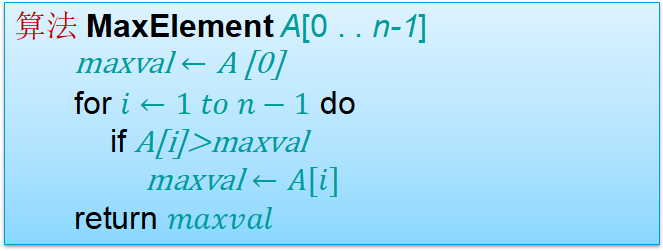 算法 MaxElement A[0 . . n-1]
maxval ← A [0]
for i ← 1 to n − 1 do
if A[i]>maxval
maxval ← A[i]
return maxval